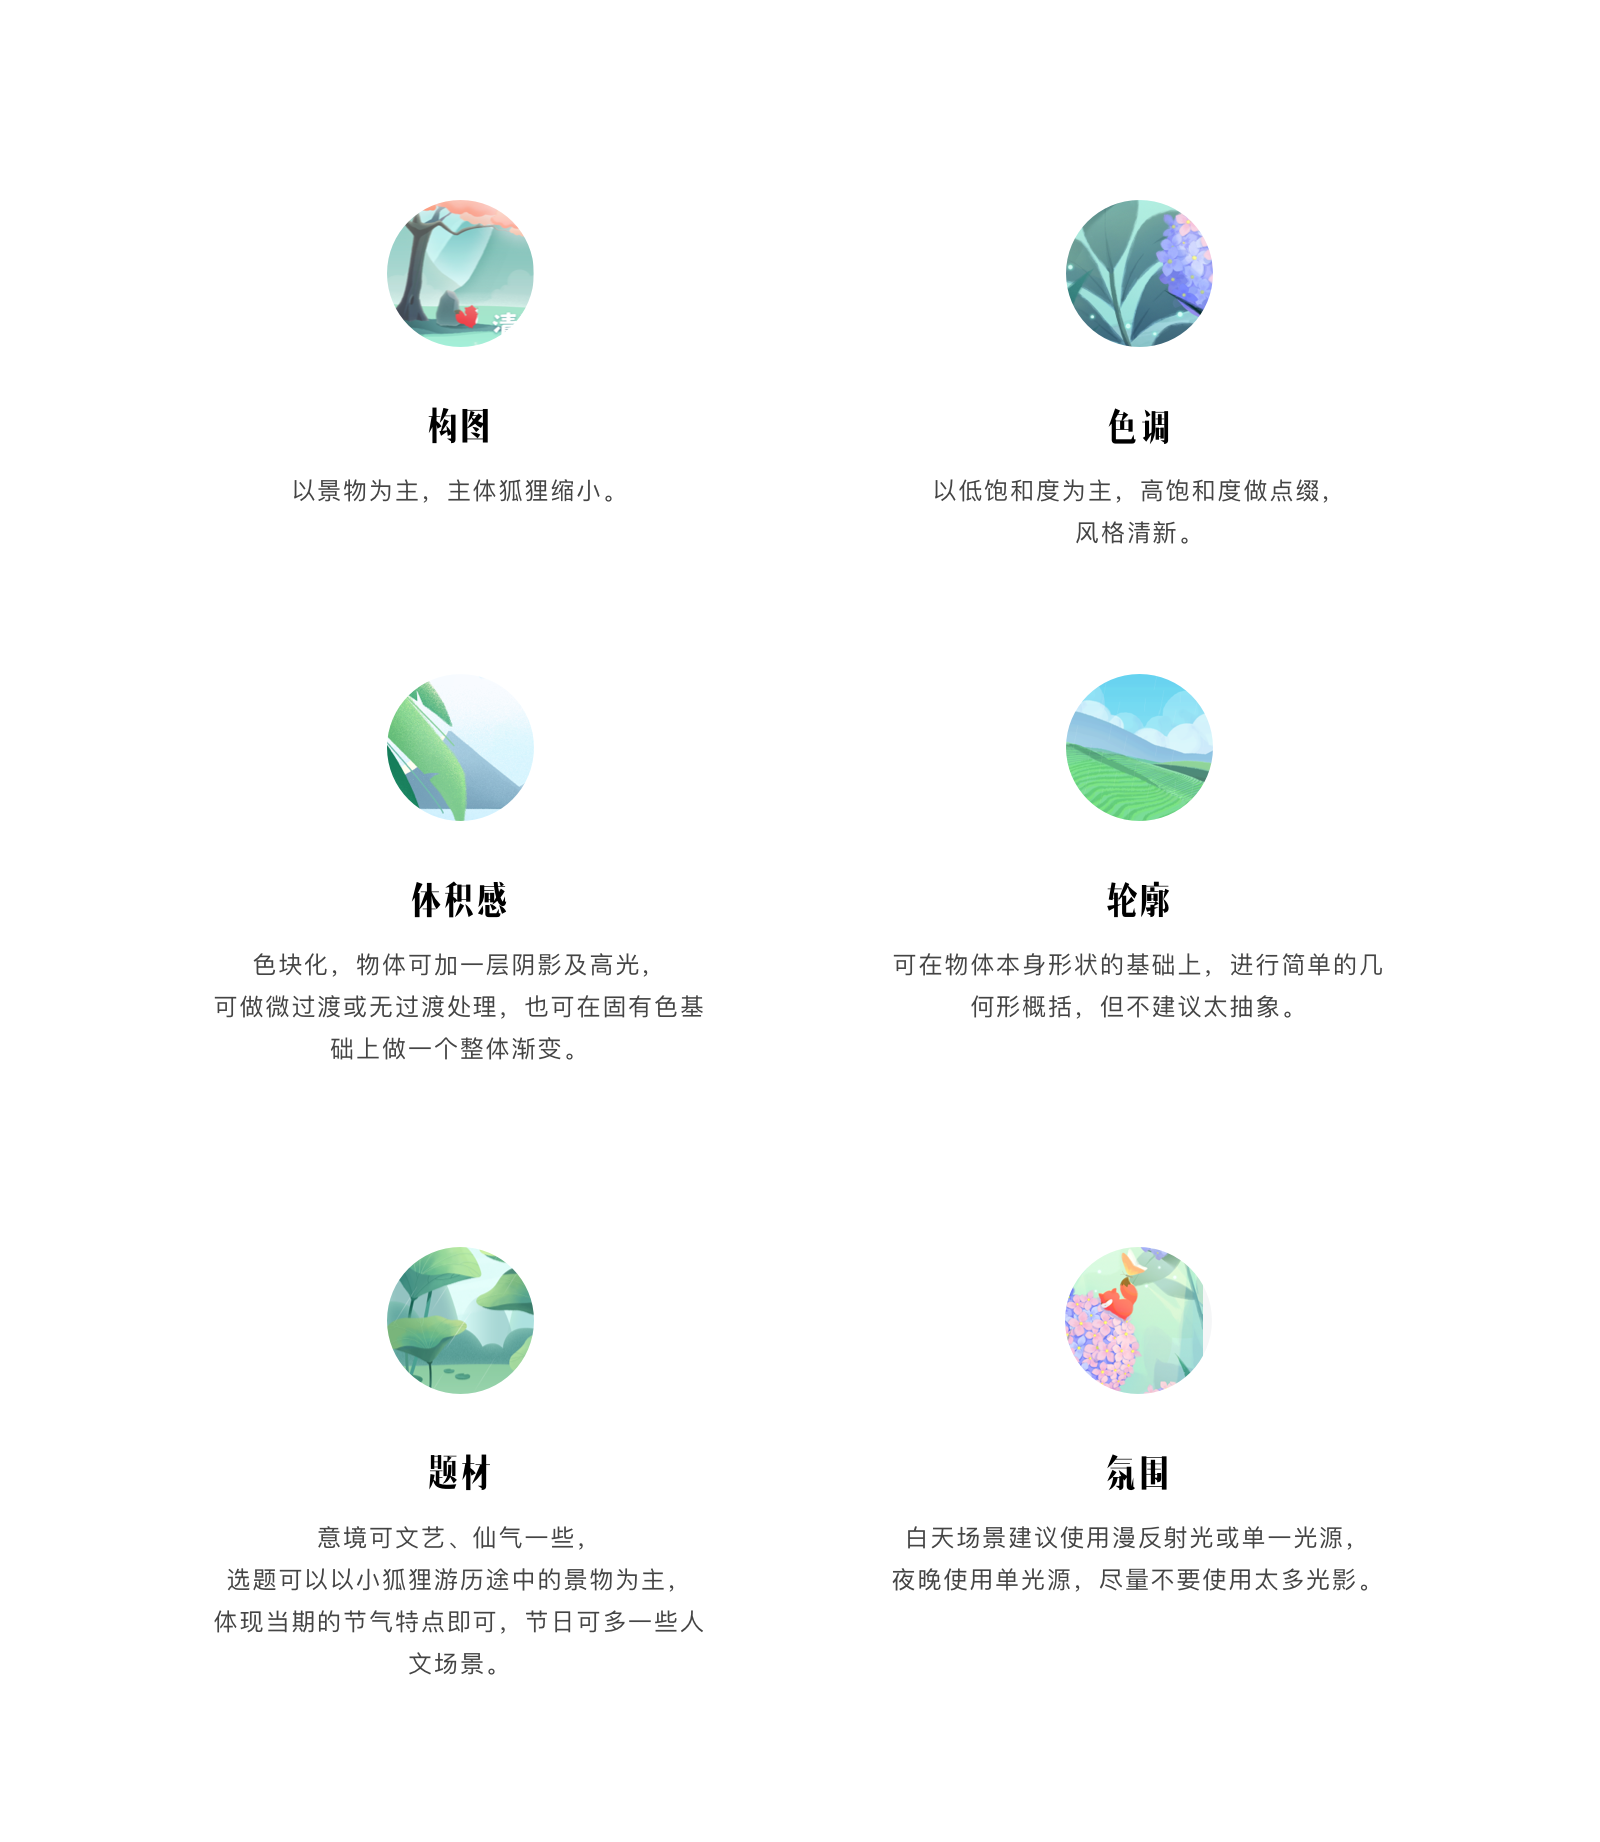 清
构图
以景物为主，主体狐狸缩小。
色调
以低饱和度为主，高饱和度做点缀，
风格清新。
体积感
色块化，物体可加一层阴影及高光，
可做微过渡或无过渡处理，也可在固有色基
础上做一个整体渐变。
轮廓
可在物体本身形状的基础上，进行简单的几
何形概括，但不建议太抽象。
题材
意境可文艺、仙气一些，
选题可以以小狐狸游历途中的景物为主，
体现当期的节气特点即可，节日可多一些人
文场景。
氛围
白天场景建议使用漫反射光或单一光源，
夜晚使用单光源，尽量不要使用太多光影。